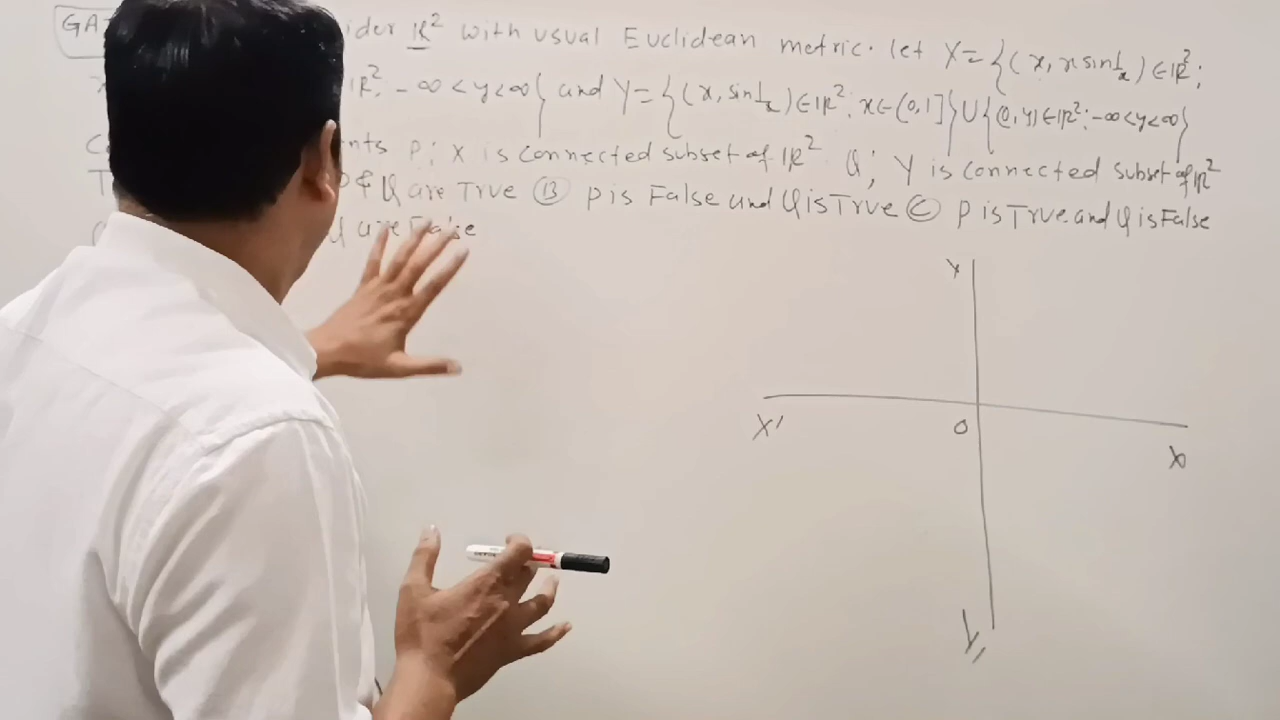 GA ider ℝ² with usual Euclidean metric. let X = {(x, x sin 1/x) ∈ ℝ²;
ℝ²; -∞ < y < ∞} and Y = {(x, sin 1/x) ∈ ℝ²; x ∈ (0,1]} ∪ {(0,y) ∈ ℝ²; -∞ < y < ∞}
nts P; X is connected subset of ℝ² Q; Y is connected subset of ℝ²
T & Q are True Ⓑ P is False and Q is True Ⓒ P is True and Q is False
Q are False
Y
X' O X
Y'